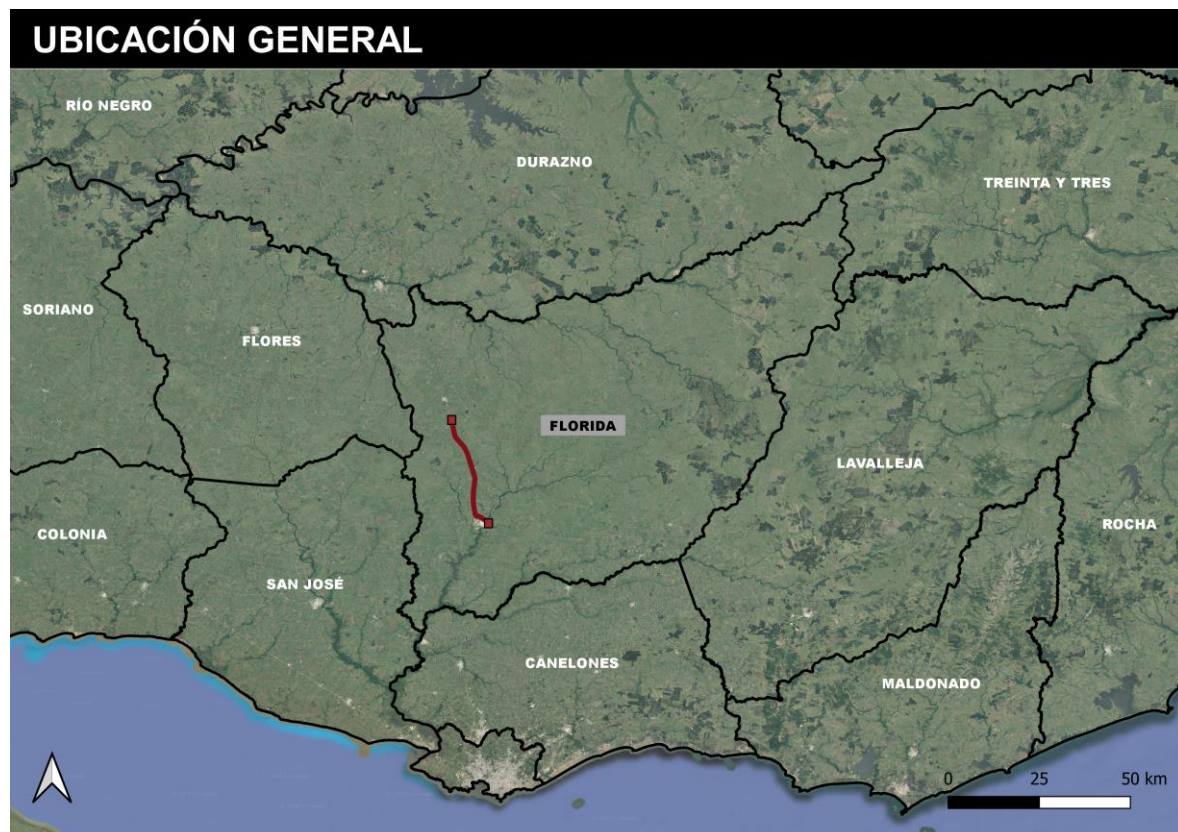 UBICACIÓN GENERAL
RÍO NEGRO
DURAZNO
TREINTA Y TRES
SORIANO
FLORES
FLORIDA
LAVALLEJA
COLONIA
ROCHA
SAN JOSÉ
CANELONES
MALDONADO
0 25 50 km